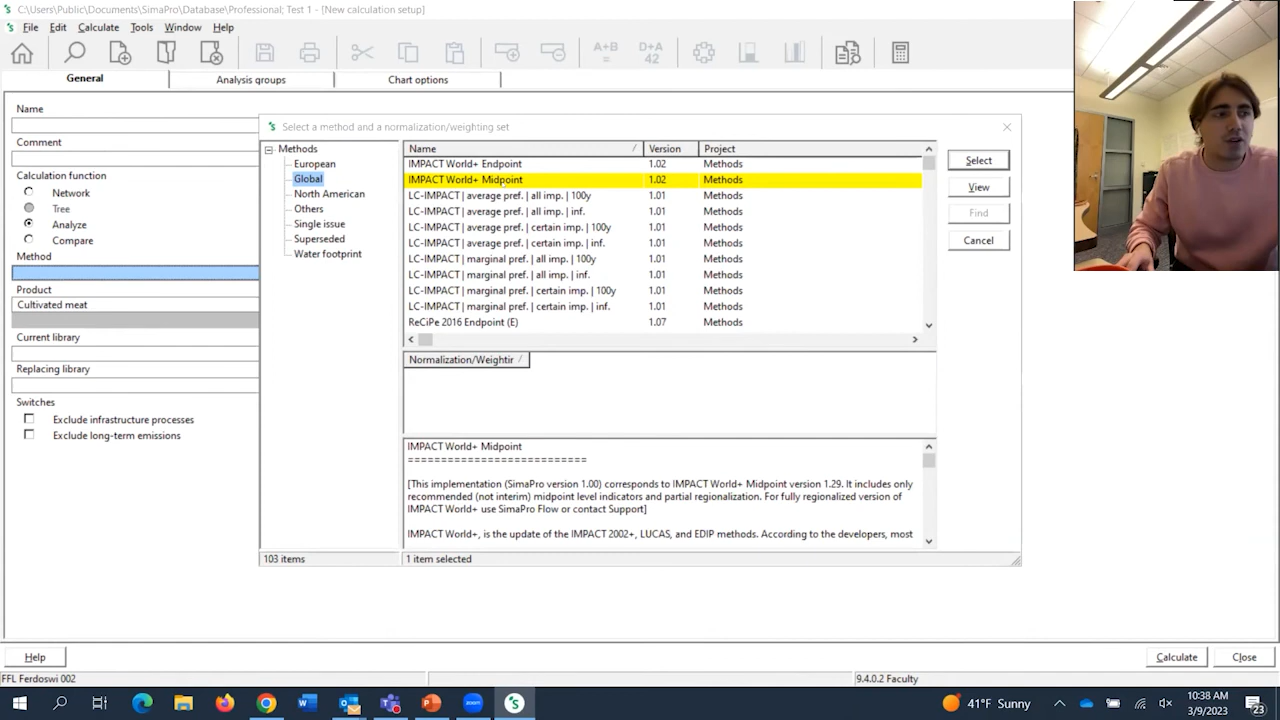 C:\Users\Public\Documents\SimaPro\Database\Professional; Test 1 - [New calculation setup]
File Edit Calculate Tools Window Help
A+B
=
D+A
42
General Analysis groups Chart options
Name
Comment
Calculation function
Network
Tree
Analyze
Compare
Method
Product
Cultivated meat
Current library
Replacing library
Switches
Exclude infrastructure processes
Exclude long-term emissions
Select a method and a normalization/weighting set
Methods
European
Global
North American
Others
Single issue
Superseded
Water footprint
103 items
Name / Version Project
IMPACT World+ Endpoint 1.02 Methods
IMPACT World+ Midpoint 1.02 Methods
LC-IMPACT | average pref. | all imp. | 100y 1.01 Methods
LC-IMPACT | average pref. | all imp. | inf. 1.01 Methods
LC-IMPACT | average pref. | certain imp. | 100y 1.01 Methods
LC-IMPACT | average pref. | certain imp. | inf. 1.01 Methods
LC-IMPACT | marginal pref. | all imp. | 100y 1.01 Methods
LC-IMPACT | marginal pref. | all imp. | inf. 1.01 Methods
LC-IMPACT | marginal pref. | certain imp. | 100y 1.01 Methods
LC-IMPACT | marginal pref. | certain imp. | inf. 1.01 Methods
ReCiPe 2016 Endpoint (E) 1.07 Methods
Normalization/Weightir /
IMPACT World+ Midpoint
===========================
[This implementation (SimaPro version 1.00) corresponds to IMPACT World+ Midpoint version 1.29. It includes only
recommended (not interim) midpoint level indicators and partial regionalization. For fully regionalized version of
IMPACT World+ use SimaPro Flow or contact Support]
IMPACT World+, is the update of the IMPACT 2002+, LUCAS, and EDIP methods. According to the developers, most
1 item selected
Select
View
Find
Cancel
Help Calculate Close
FFL Ferdoswi 002 9.4.0.2 Faculty
zoom
41°F Sunny
10:38 AM
3/9/2023
23